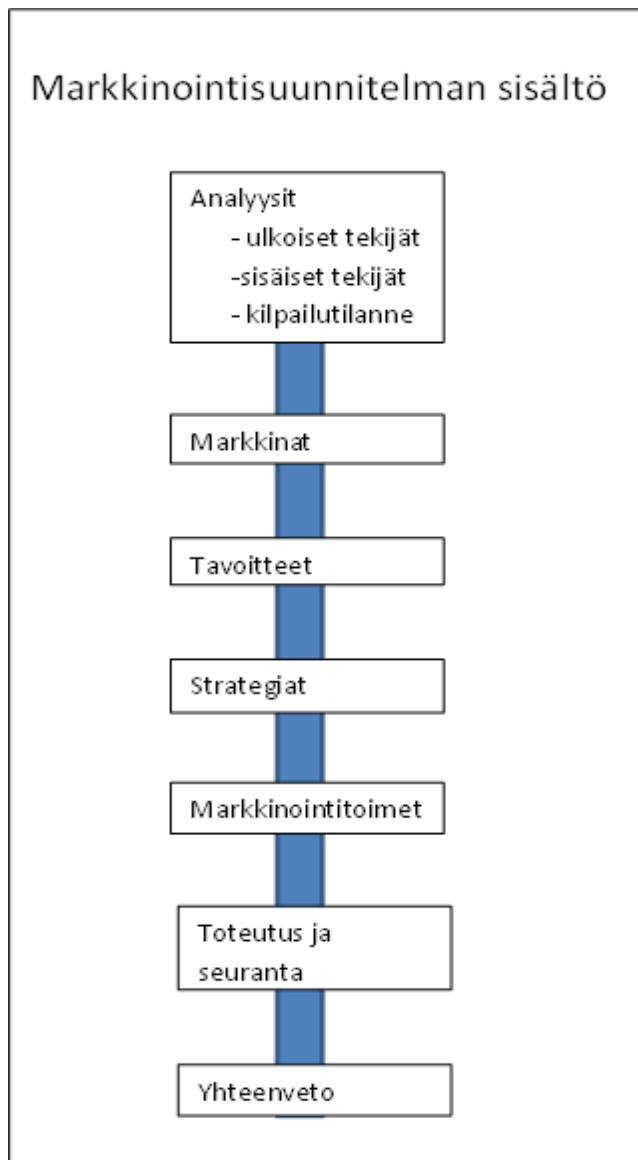 Markkinointisuunnitelman sisältö
Analyysit
- ulkoiset tekijät
-sisäiset tekijät
- kilpailutilanne
Markkinat
Tavoitteet
Strategiat
Markkinointitoimet
Toteutus ja
seuranta
Yhteenveto